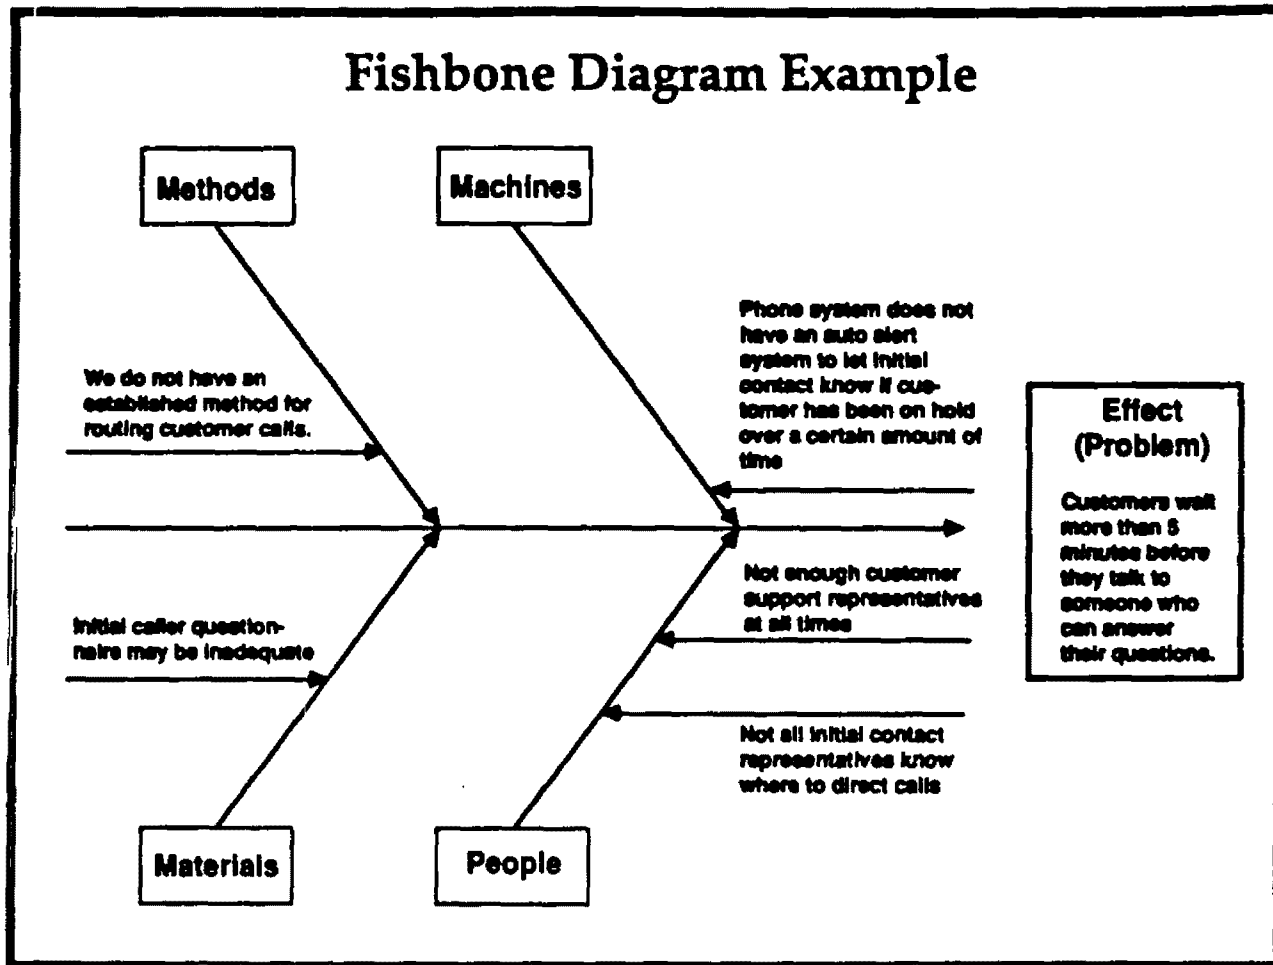 Fishbone Diagram Example
Methods
Machines
We do not have an
established method for
routing customer calls.
Phone system does not
have an auto alert
system to let initial
contact know if cus-
tomer has been on hold
over a certain amount of
time
Effect
(Problem)
Customers wait
more than 5
minutes before
they talk to
someone who
can answer
their questions.
Initial caller question-
naire may be inadequate
Not enough customer
support representatives
at all times
Not all initial contact
representatives know
where to direct calls
Materials
People